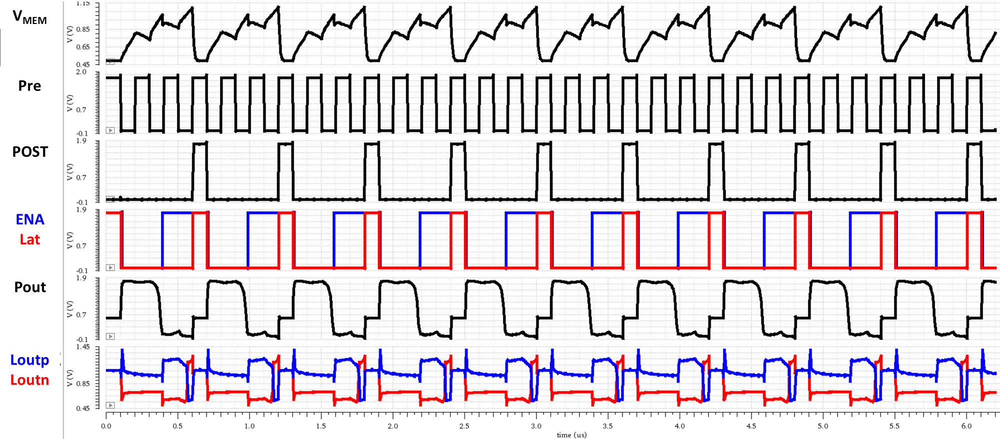 V_MEM
1.15
0.85
0.65
0.45
V (V)
Pre
2.0
0.7
-0.1
V (V)
POST
1.9
0.7
-0.1
V (V)
ENA
Lat
1.9
0.7
-0.1
V (V)
Pout
1.9
0.7
-0.1
V (V)
Loutp
Loutn
1.45
0.85
0.45
V (V)
0.0 0.5 1.0 1.5 2.0 2.5 3.0 3.5 4.0 4.5 5.0 5.5 6.0
time (us)